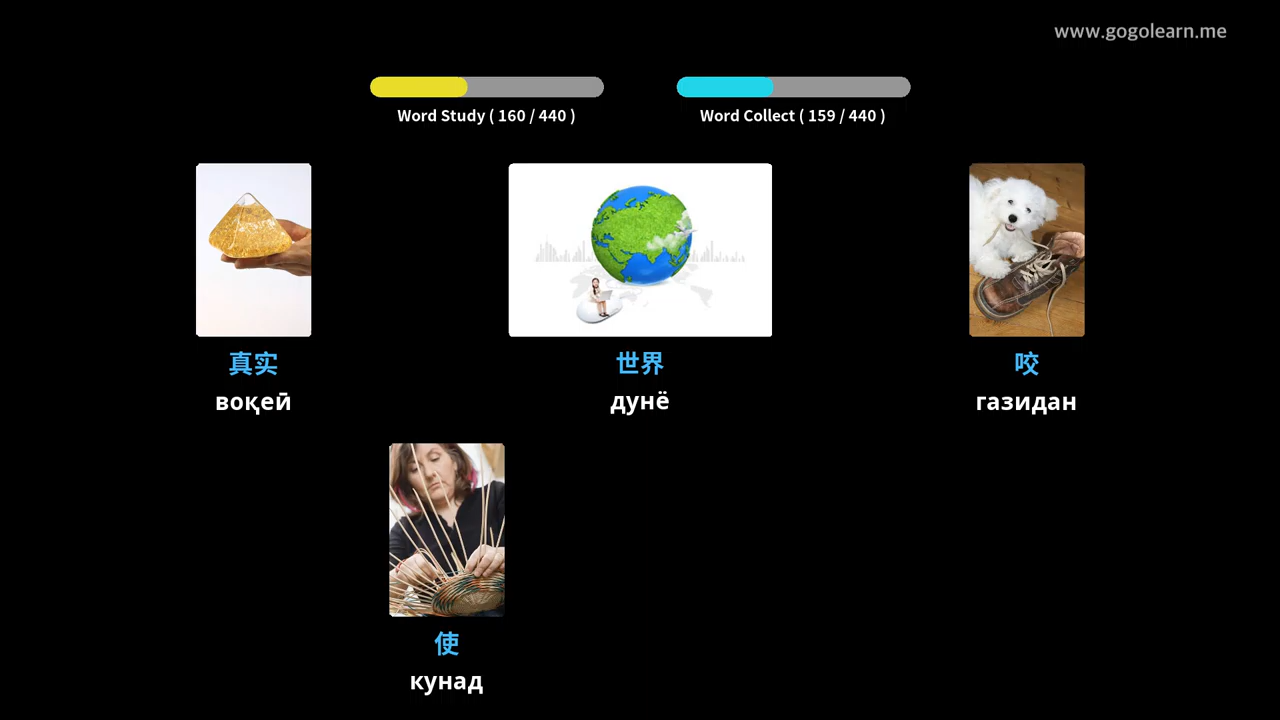 www.gogolearn.me
Word Study ( 160 / 440 )
Word Collect ( 159 / 440 )
真实
воқеӣ
世界
дунё
咬
газидан
使
кунад